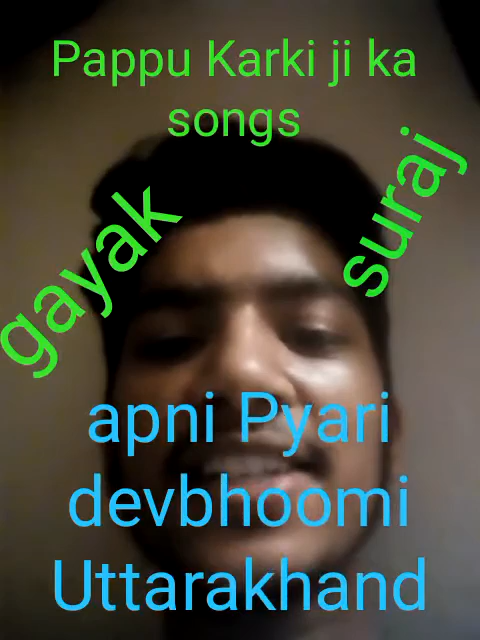 Pappu Karki ji ka
songs
gayak
suraj
apni Pyari
devbhoomi
Uttarakhand